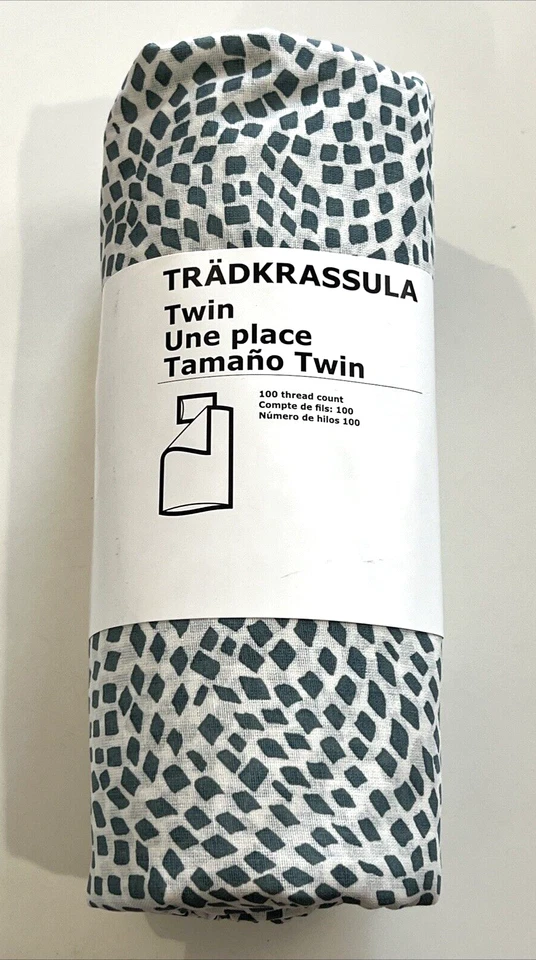 TRÄDKRASSULA
Twin
Une place
Tamaño Twin
100 thread count
Compte de fils: 100
Número de hilos 100